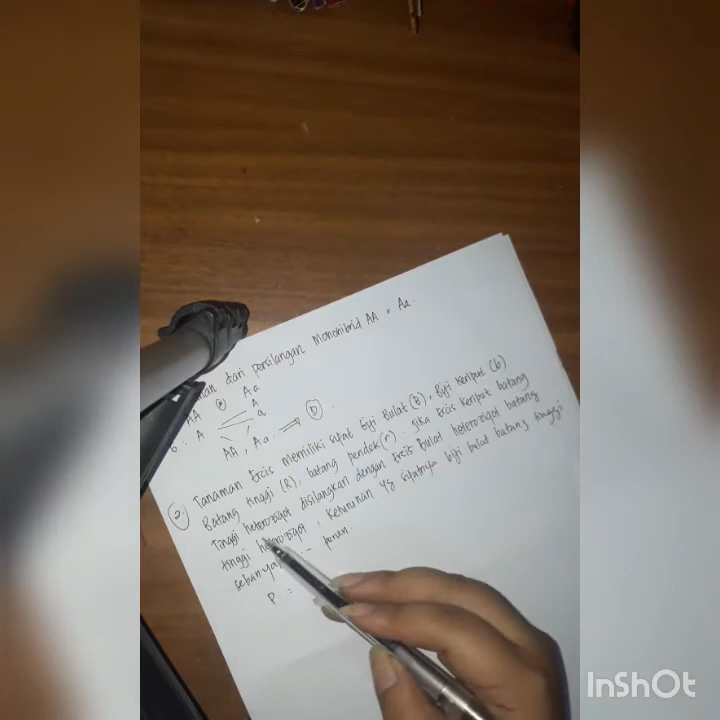 dari persilangan Monohibrid AA × Aa.
AA ⊗ Aa
b : A A
a
AA, Aa. ⇒ D
2. Tanaman Ercis memiliki sifat Biji Bulat (B), Biji keriput (b)
Batang tinggi (R), batang pendek (r). Jika Ercis keriput batang
Tinggi heterozigot disilangkan dengan Ercis bulat heterozigot batang
tinggi heterozigot, keturunan yg sifatnya biji bulat batang tinggi
sebanyak persen.
P :
InShOt